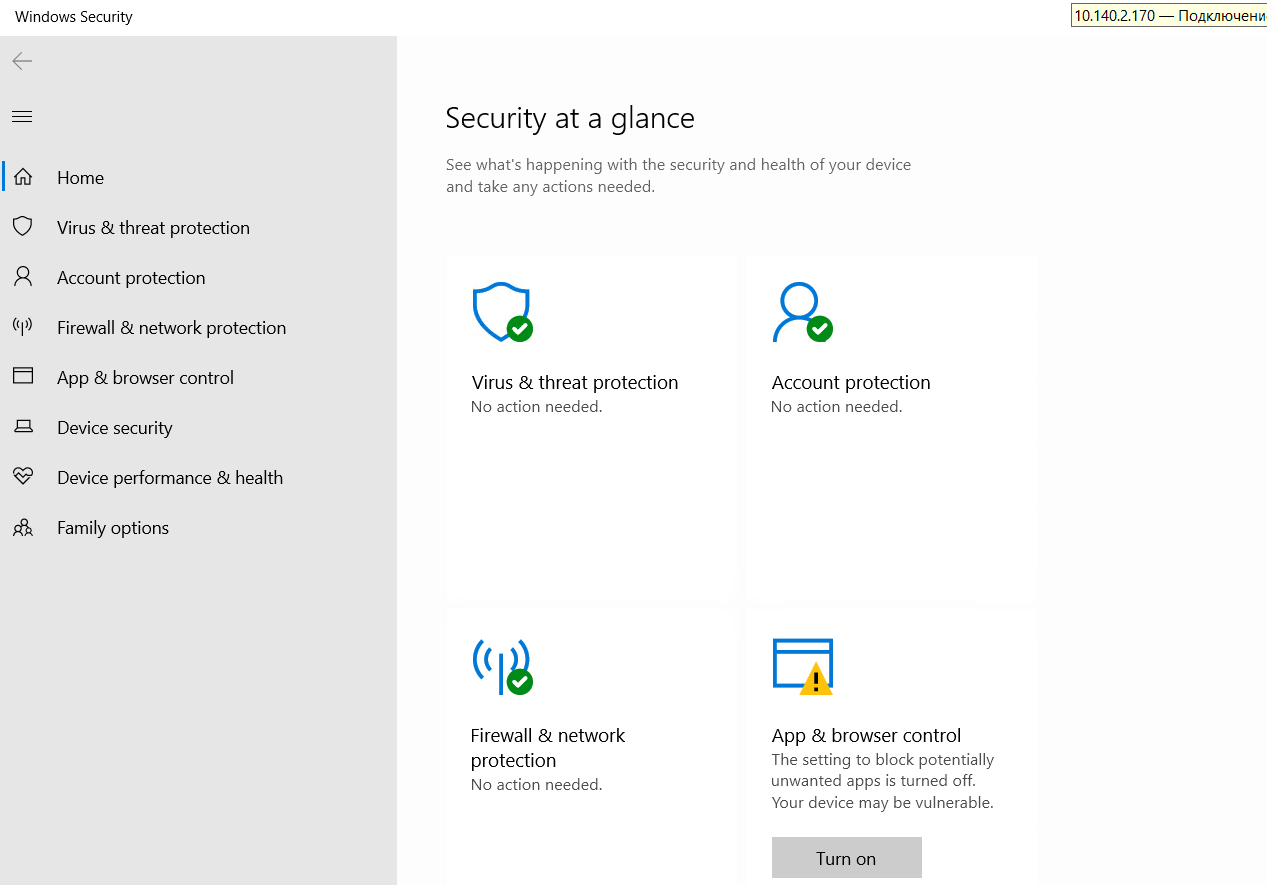 Windows Security
10.140.2.170 — Подключени
Home
Virus & threat protection
Account protection
Firewall & network protection
App & browser control
Device security
Device performance & health
Family options
Security at a glance
See what's happening with the security and health of your device
and take any actions needed.
Virus & threat protection
No action needed.
Account protection
No action needed.
Firewall & network
protection
No action needed.
App & browser control
The setting to block potentially
unwanted apps is turned off.
Your device may be vulnerable.
Turn on